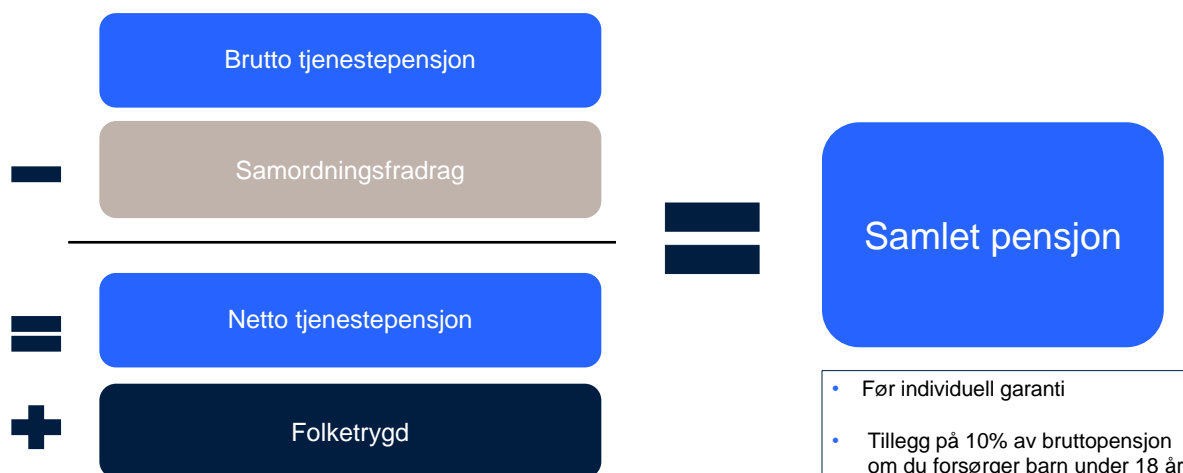 Brutto tjenestepensjon
Samordningsfradrag
Netto tjenestepensjon
Folketrygd
Samlet pensjon
• Før individuell garanti
• Tillegg på 10% av bruttopensjon
om du forsørger barn under 18 år